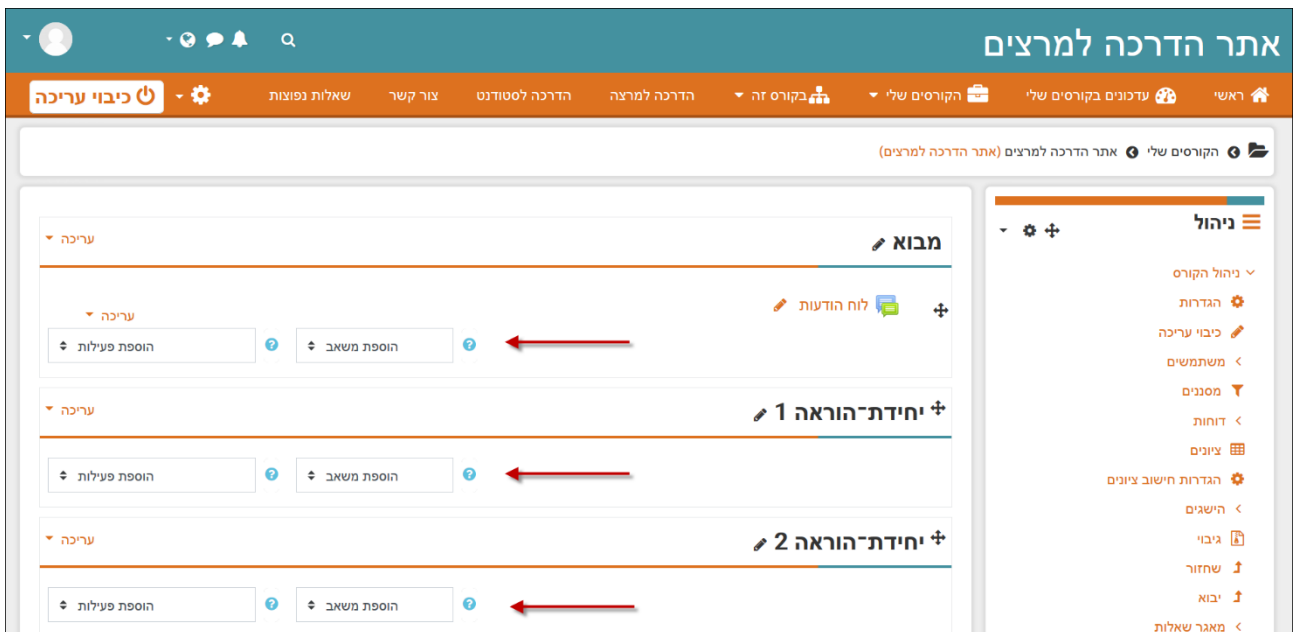 אתר הדרכה למרצים
ראשי
עדכונים בקורסים שלי
הקורסים שלי
בקורס זה
הדרכה למרצה
הדרכה לסטודנט
צור קשר
שאלות נפוצות
כיבוי עריכה
הקורסים שלי אתר הדרכה למרצים (אתר הדרכה למרצים)
ניהול
ניהול הקורס
הגדרות
כיבוי עריכה
משתמשים
מסננים
דוחות
ציונים
הגדרות חישוב ציונים
הישגים
גיבוי
שחזור
יבוא
מאגר שאלות
מבוא
עריכה
לוח הודעות
עריכה
הוספת משאב
הוספת פעילות
יחידת־הוראה 1
עריכה
הוספת משאב
הוספת פעילות
יחידת־הוראה 2
עריכה
הוספת משאב
הוספת פעילות